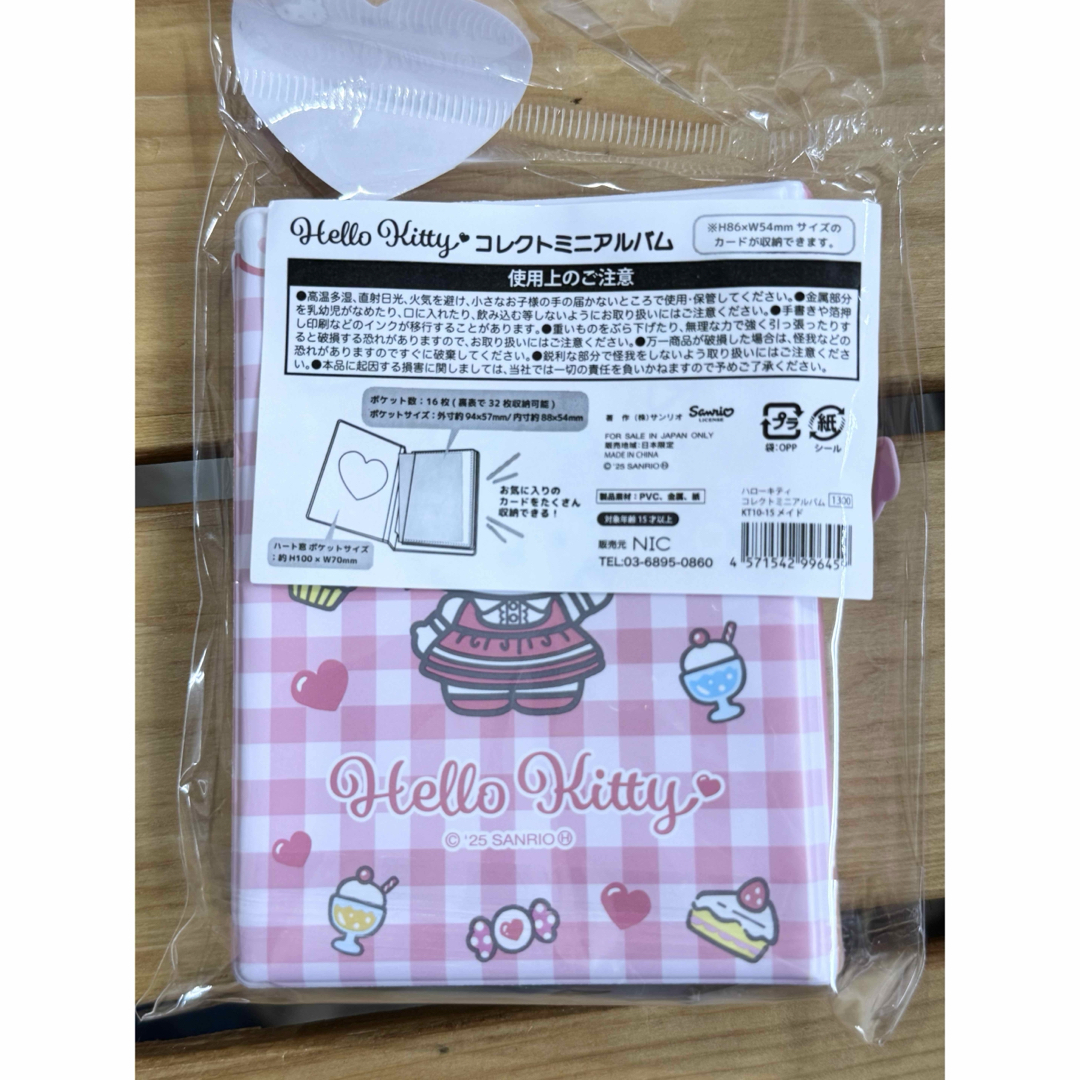 Hello Kitty コレクトミニアルバム
※H86×W54mm サイズの
カードが収納できます。
使用上のご注意
●高温多湿、直射日光、火気を避け、小さなお子様の手の届かないところで使用・保管してください。●金属部分
を乳幼児がなめたり、口に入れたり、飲み込む等しないようにお取り扱いにはご注意ください。●手書きや箔押
し印刷などのインクが移行することがあります。●重いものをぶら下げたり、無理な力で強く引っ張ったりす
ると破損する恐れがありますので、お取り扱いにはご注意ください。●万一商品が破損した場合は、怪我などの
恐れがありますのですぐに破棄してください。●鋭利な部分で怪我をしないよう取り扱いにはご注意くださ
い。●本品に起因する損害に関しましては、当社では一切の責任を負いかねますので予めご了承ください。
ポケット数：16枚(裏表で32枚収納可能)
ポケットサイズ：外寸約94×57mm/内寸約88×54mm
お気に入りの
カードをたくさん
収納できる！
ハート窓 ポケットサイズ
：約H100×W70mm
著 作 (株)サンリオ Sanrio
LICENSE
FOR SALE IN JAPAN ONLY
販売地域：日本限定
MADE IN CHINA
© '25 SANRIO Ⓗ
プラ
袋：OPP
紙
シール
製品素材：PVC、金属、紙
対象年齢15才以上
販売元 NIC
TEL:03-6895-0860
ハローキティ
コレクトミニアルバム 1300
KT10-15 メイド
4 571542 99645
Hello Kitty
© '25 SANRIO Ⓗ